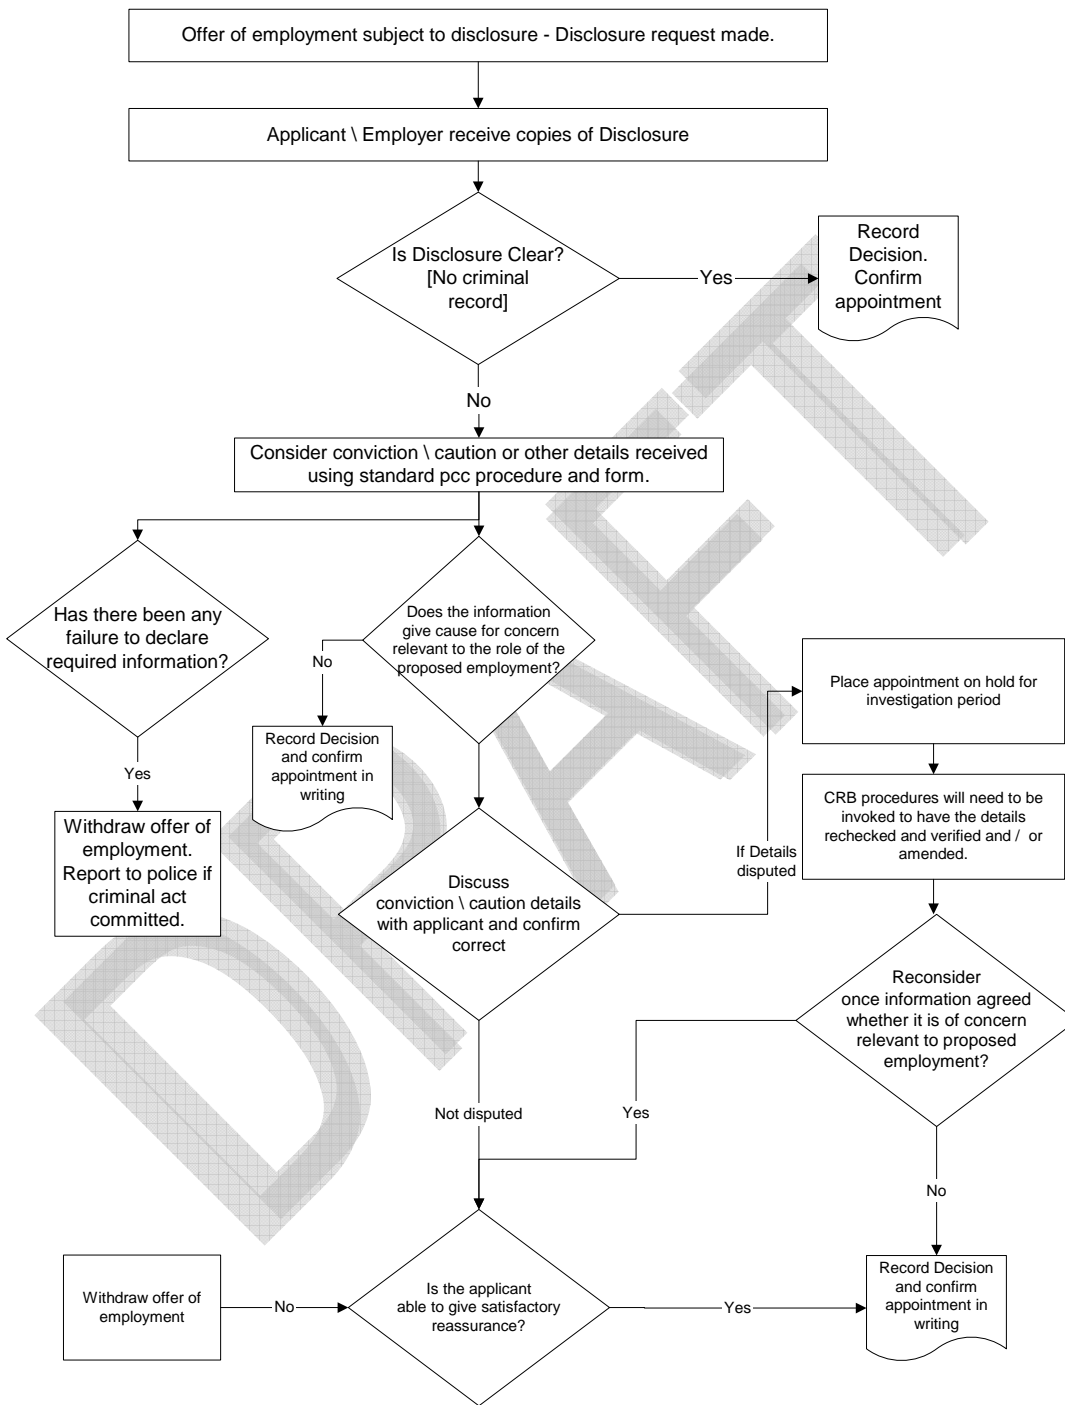 Offer of employment subject to disclosure - Disclosure request made.
Applicant \ Employer receive copies of Disclosure
Is Disclosure Clear?
[No criminal
record]
Yes
Record
Decision.
Confirm
appointment
No
Consider conviction \ caution or other details received
using standard pcc procedure and form.
Has there been any
failure to declare
required information?
Does the information
give cause for concern
relevant to the role of the
proposed employment?
No
Place appointment on hold for
investigation period
Record Decision
and confirm
appointment in
writing
Yes
Withdraw offer of
employment.
Report to police if
criminal act
committed.
CRB procedures will need to be
invoked to have the details
rechecked and verified and / or
amended.
If Details
disputed
Discuss
conviction \ caution details
with applicant and confirm
correct
Reconsider
once information agreed
whether it is of concern
relevant to proposed
employment?
Not disputed
Yes
No
Withdraw offer of
employment
No
Is the applicant
able to give satisfactory
reassurance?
Yes
Record Decision
and confirm
appointment in
writing
DRAFT